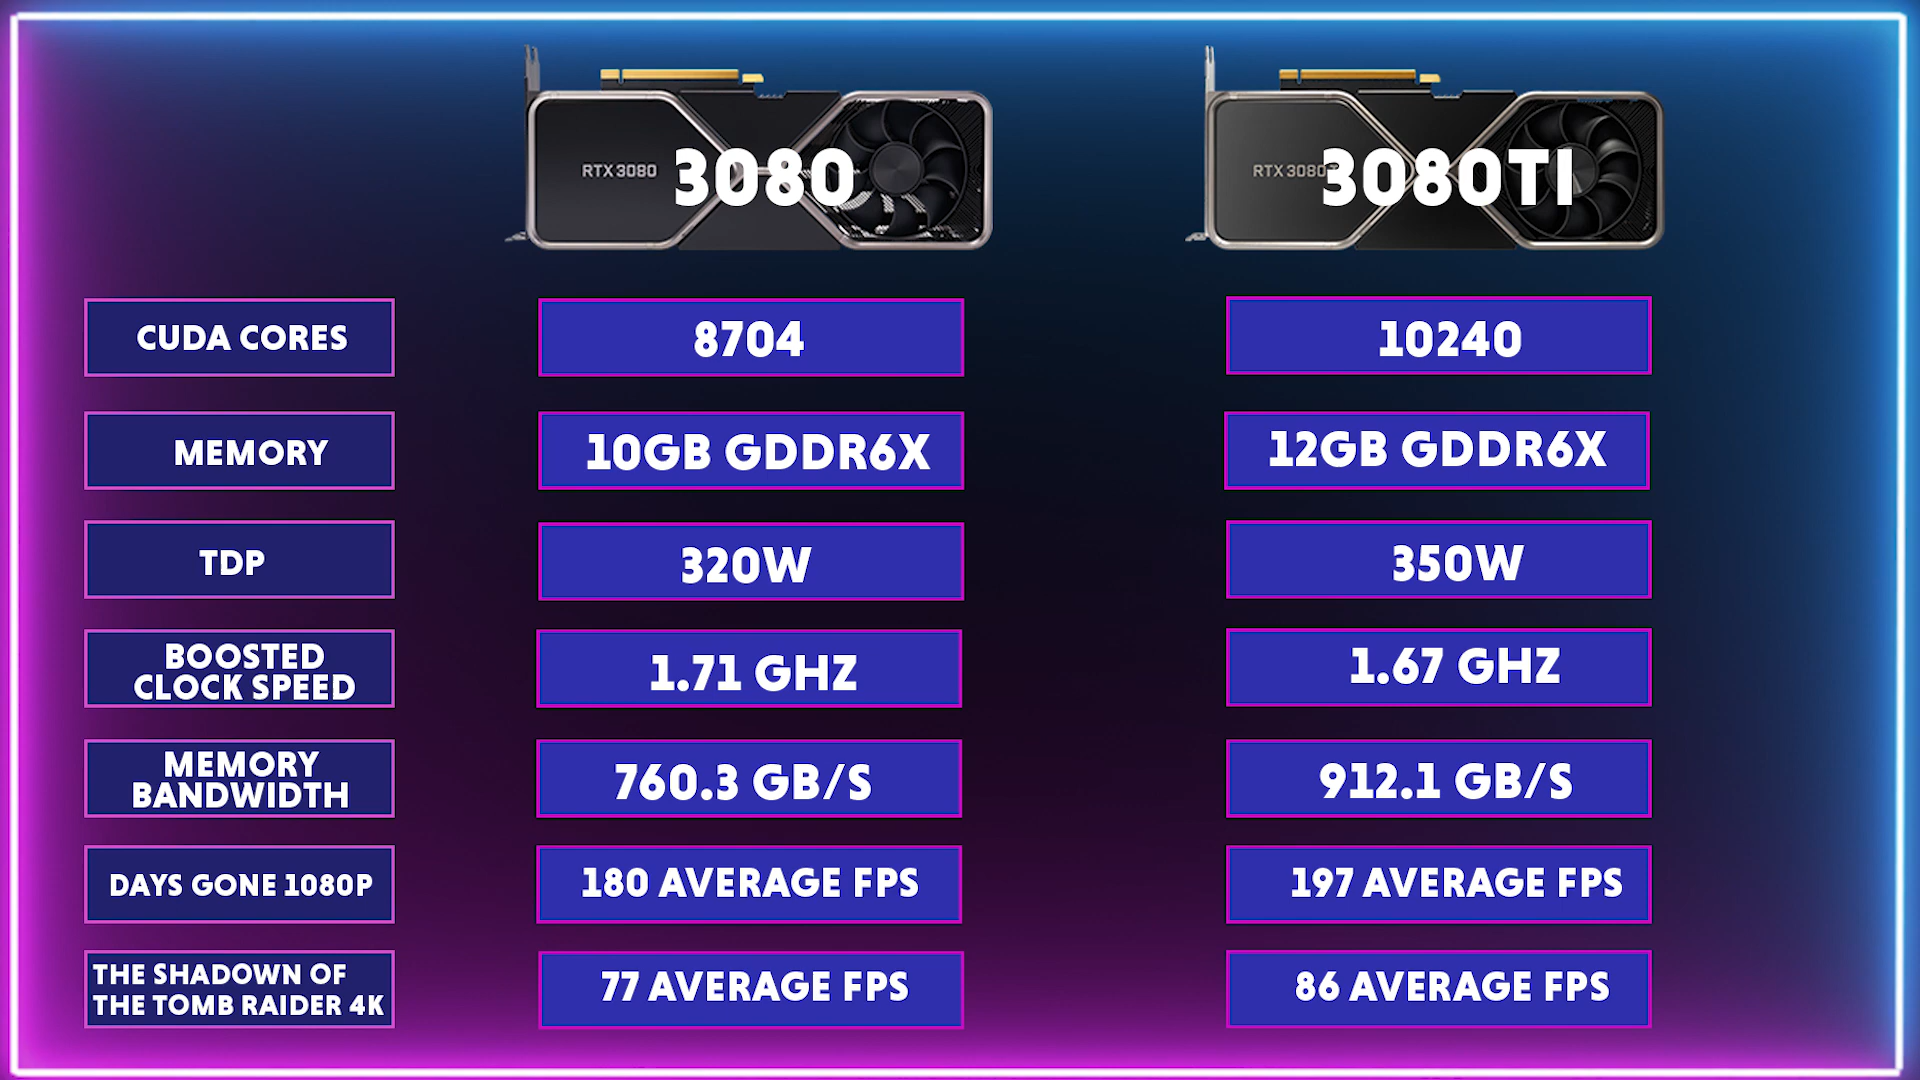 RTX 3080
3080
RTX 3080
3080TI
CUDA CORES
8704
10240
MEMORY
10GB GDDR6X
12GB GDDR6X
TDP
320W
350W
BOOSTED
CLOCK SPEED
1.71 GHZ
1.67 GHZ
MEMORY
BANDWIDTH
760.3 GB/S
912.1 GB/S
DAYS GONE 1080P
180 AVERAGE FPS
197 AVERAGE FPS
THE SHADOWN OF
THE TOMB RAIDER 4K
77 AVERAGE FPS
86 AVERAGE FPS